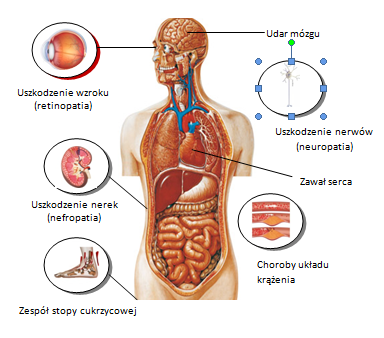 Udar mózgu
Uszkodzenie wzroku
(retinopatia)
Uszkodzenie nerwów
(neuropatia)
Zawał serca
Uszkodzenie nerek
(nefropatia)
Choroby układu
krążenia
Zespół stopy cukrzycowej